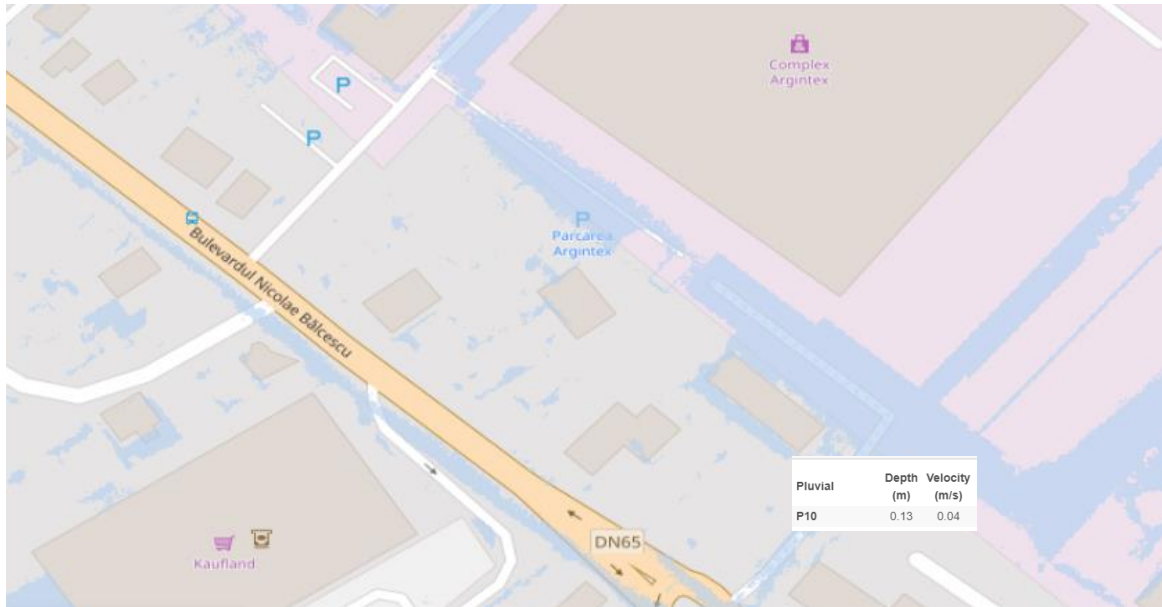 Complex
Argintex
P
P
P
Parcarea
Argintex
Bulevardul Nicolae Bălcescu
Pluvial Depth Velocity
(m) (m/s)
P10 0.13 0.04
DN65
Kaufland